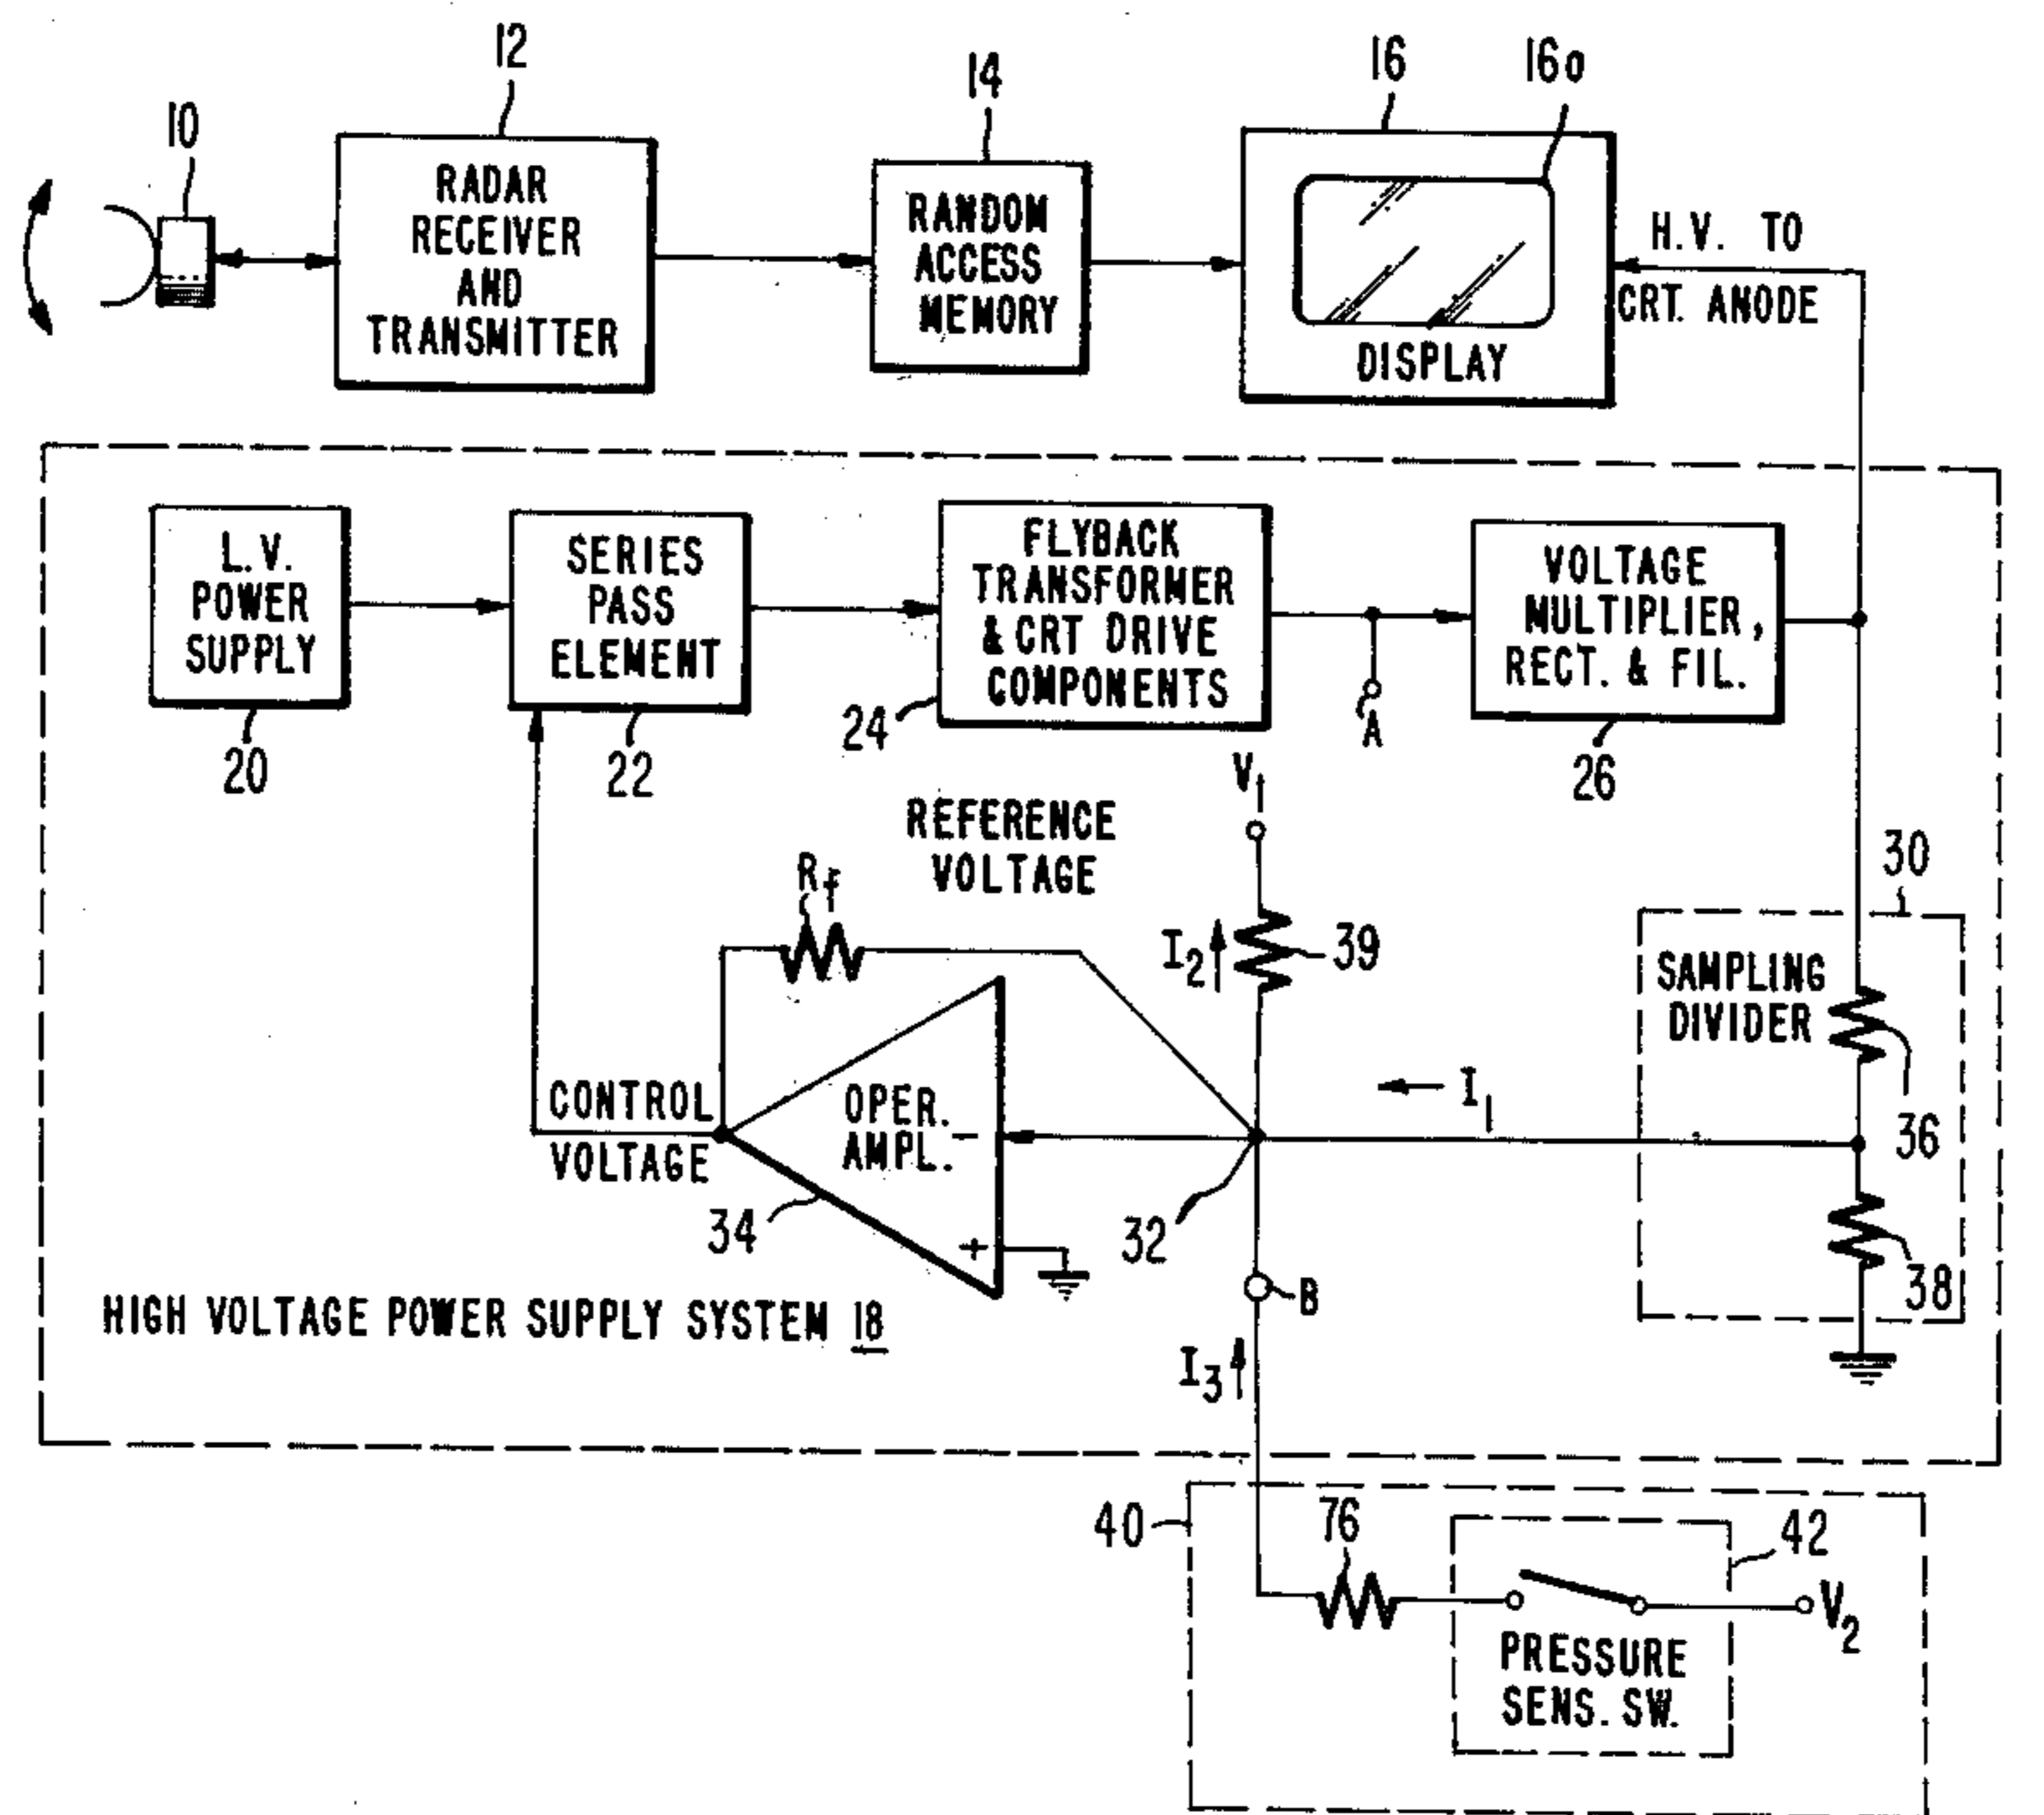 12
14
16
16a
10
RADAR
RECEIVER
AND
TRANSMITTER
RANDOM
ACCESS
MEMORY
DISPLAY
H.V. TO
CRT. ANODE
L.V.
POWER
SUPPLY
SERIES
PASS
ELEMENT
FLYBACK
TRANSFORMER
& CRT DRIVE
COMPONENTS
VOLTAGE
MULTIPLIER,
RECT. & FIL.
20
22
24
A
26
V1
REFERENCE
VOLTAGE
Rf
I2
39
30
SAMPLING
DIVIDER
36
I1
CONTROL
VOLTAGE
OPER.
AMPL.
-
+
34
32
38
B
HIGH VOLTAGE POWER SUPPLY SYSTEM 18
I3
40
76
42
V2
PRESSURE
SENS. SW.